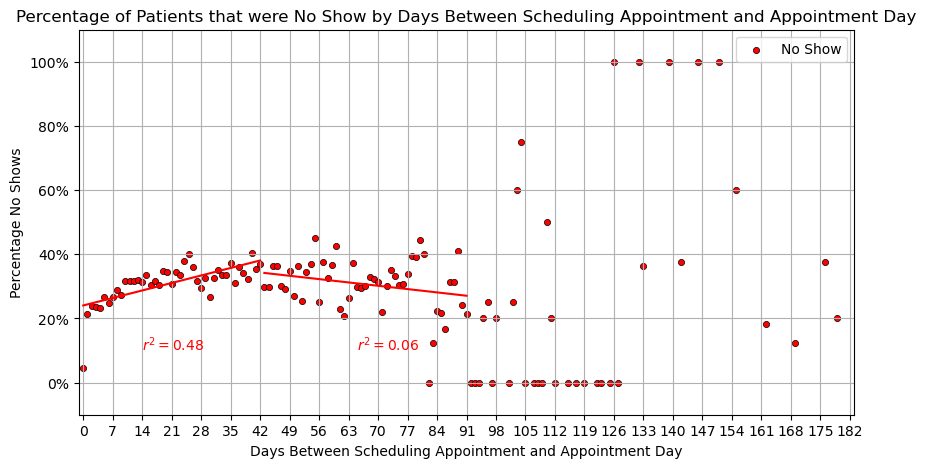 Percentage of Patients that were No Show by Days Between Scheduling Appointment and Appointment Day
No Show
100%
80%
60%
40%
20%
0%
Percentage No Shows
r² = 0.48
r² = 0.06
0 7 14 21 28 35 42 49 56 63 70 77 84 91 98 105 112 119 126 133 140 147 154 161 168 175 182
Days Between Scheduling Appointment and Appointment Day